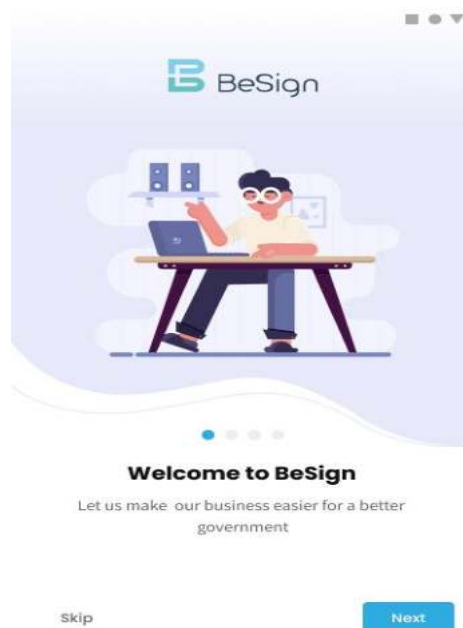 BeSign
Welcome to BeSign
Let us make our business easier for a better
government
Skip
Next